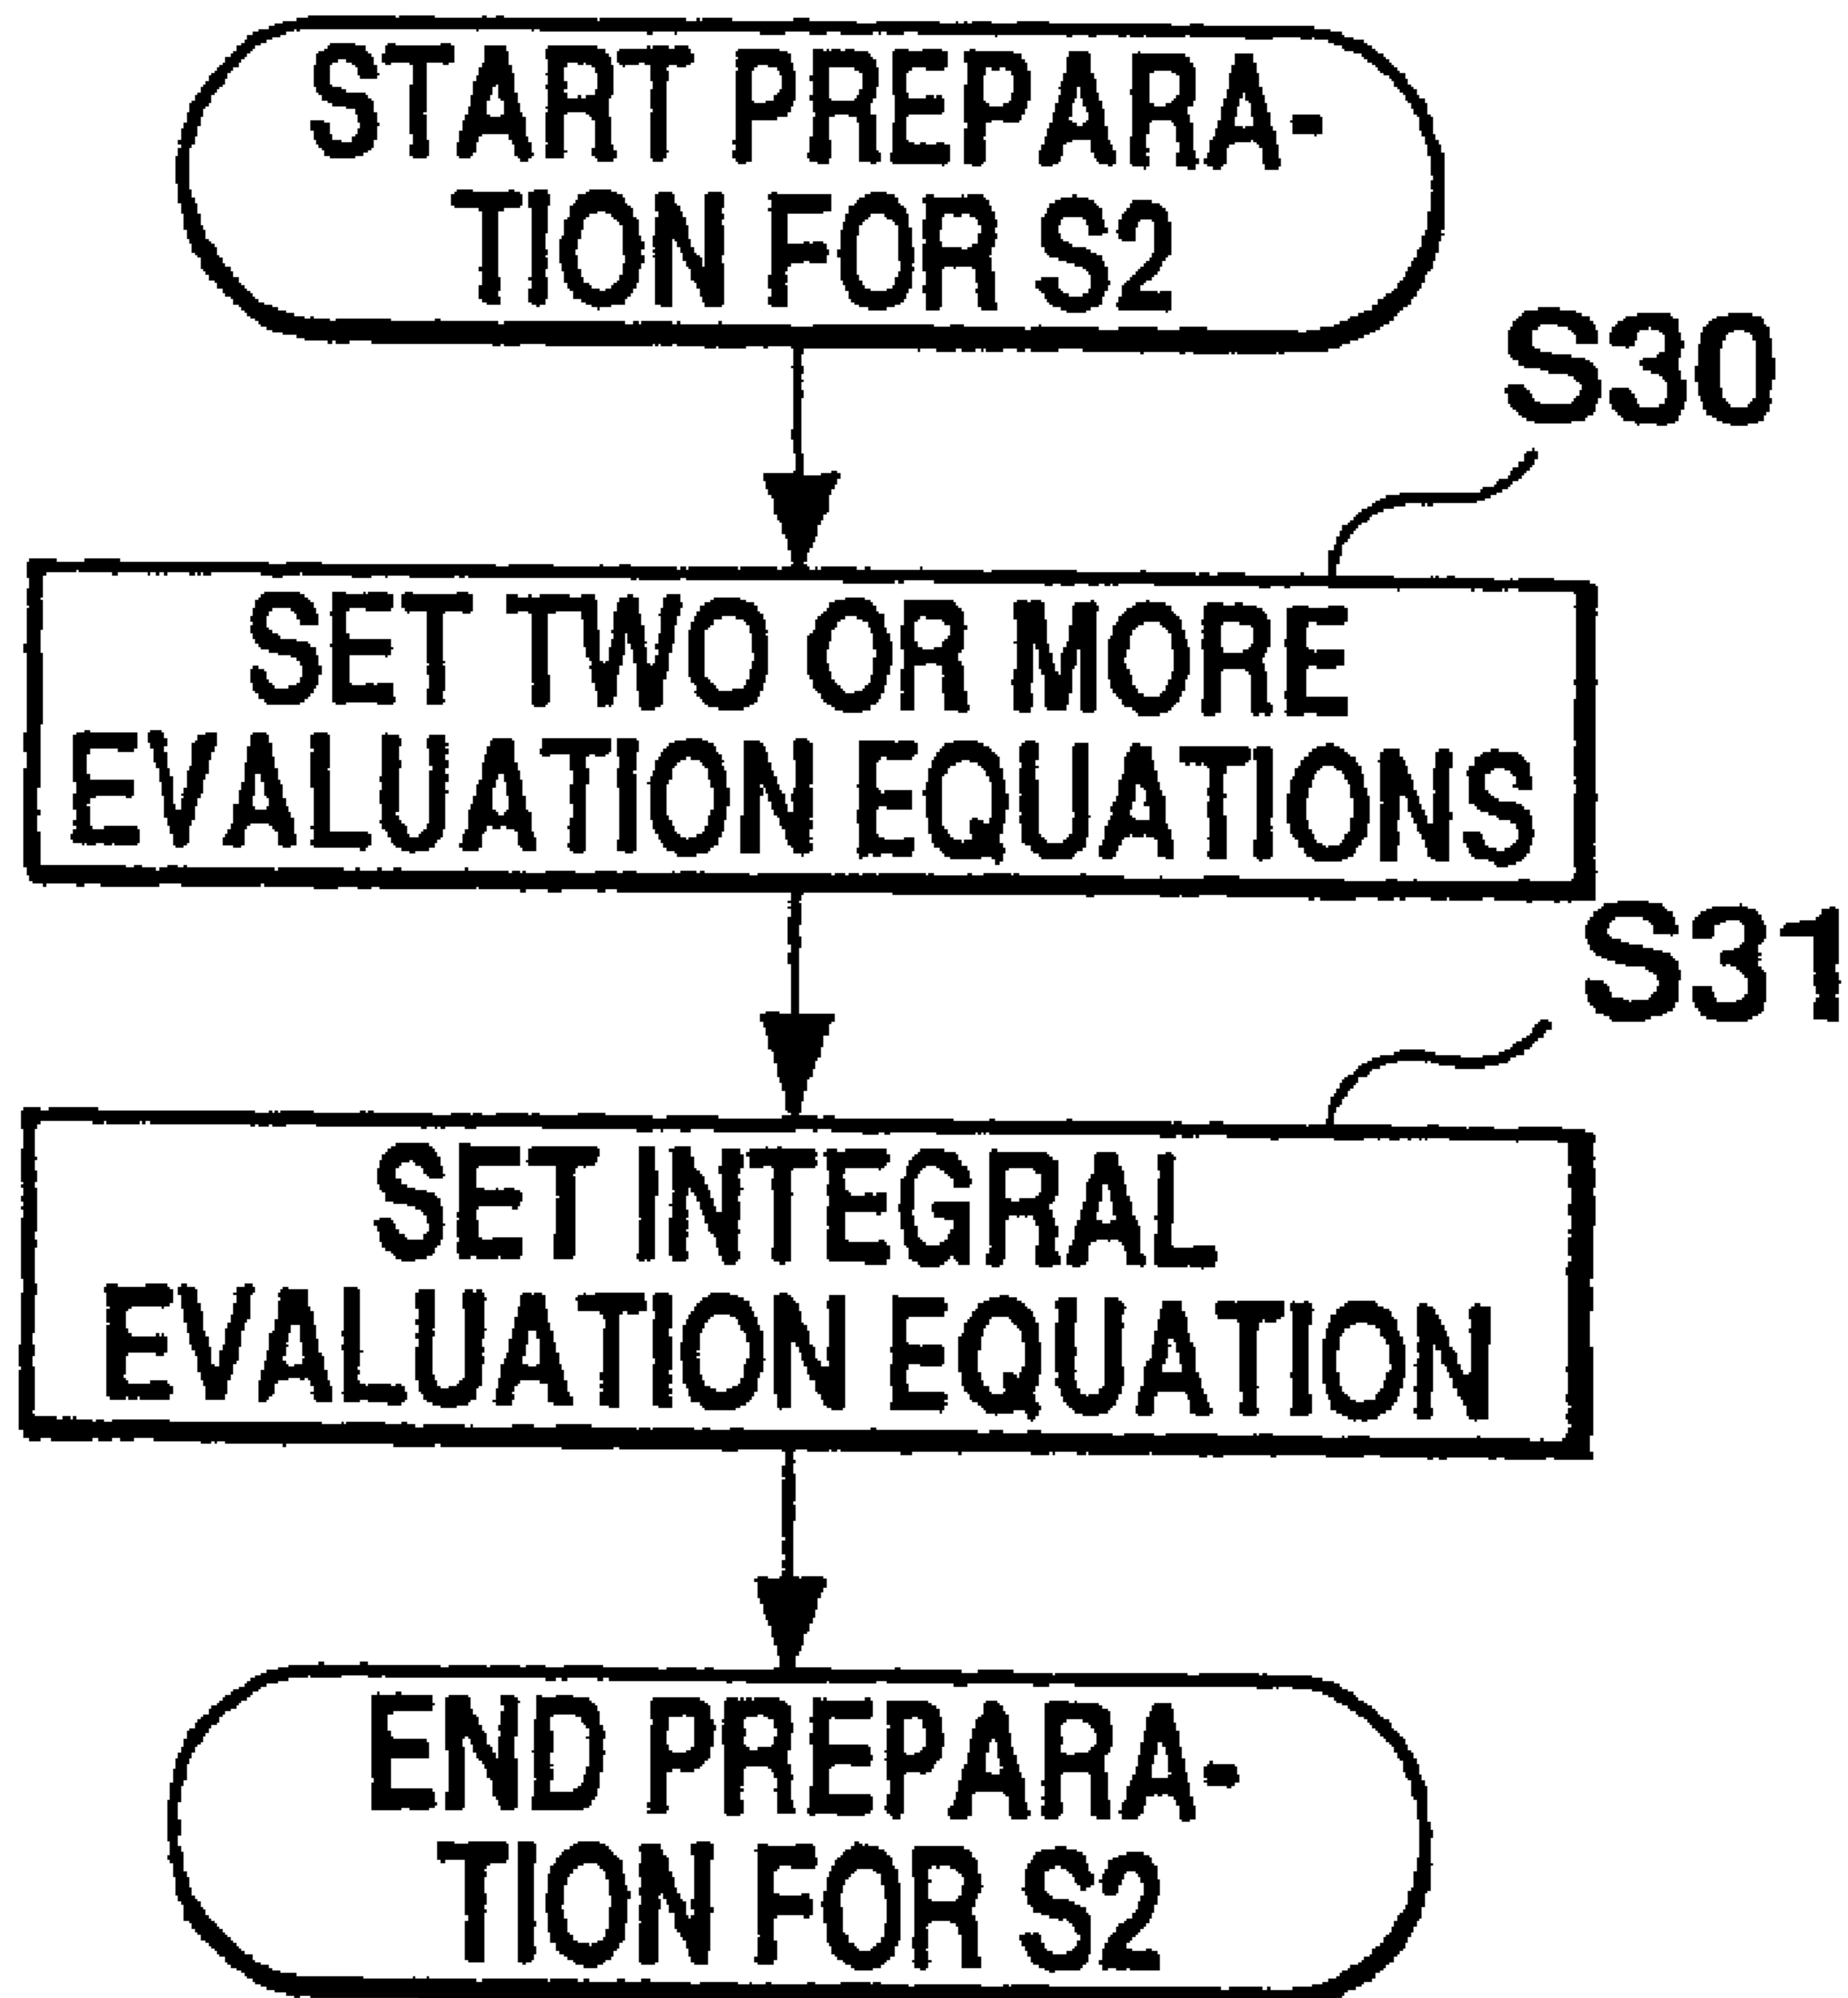 START PREPARA-
TION FOR S2
S30
SET TWO OR MORE
EVALUATION EQUATIONS
S31
SET INTEGRAL
EVALUATION EQUATION
END PREPARA-
TION FOR S2